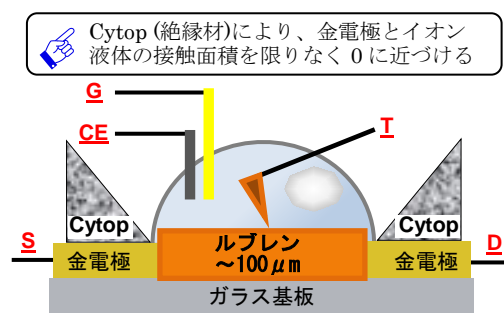 Cytop (絶縁材)により、金電極とイオン
液体の接触面積を限りなく 0 に近づける
G
CE
T
Cytop
Cytop
S
金電極
ルブレン
~100μm
金電極
D
ガラス基板